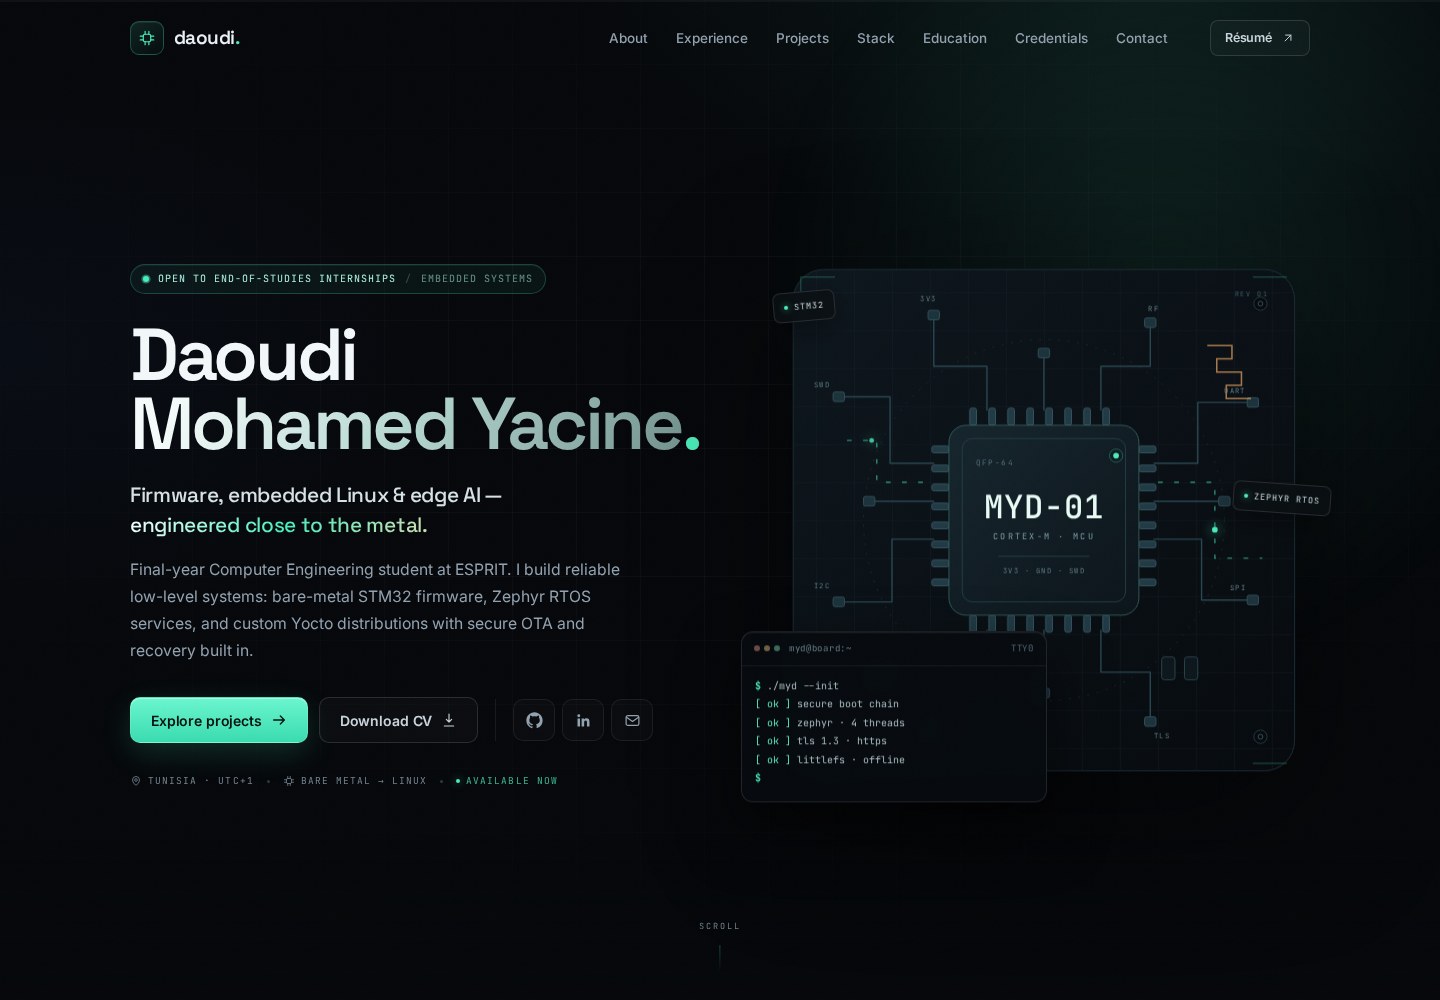 daoudi.
About Experience Projects Stack Education Credentials Contact Résumé
OPEN TO END-OF-STUDIES INTERNSHIPS / EMBEDDED SYSTEMS
Daoudi
Mohamed Yacine.
Firmware, embedded Linux & edge AI —
engineered close to the metal.
Final-year Computer Engineering student at ESPRIT. I build reliable
low-level systems: bare-metal STM32 firmware, Zephyr RTOS
services, and custom Yocto distributions with secure OTA and
recovery built in.
Explore projects → Download CV
TUNISIA · UTC+1 • BARE METAL → LINUX • AVAILABLE NOW
STM32
3V3
RF
REV 01
SWD
UART
QFP-64
MYD-01
CORTEX-M · MCU
3V3 · GND · SWD
ZEPHYR RTOS
I2C
SPI
TLS
myd@board:~ TTY0
$ ./myd --init
[ ok ] secure boot chain
[ ok ] zephyr · 4 threads
[ ok ] tls 1.3 · https
[ ok ] littlefs · offline
$
SCROLL